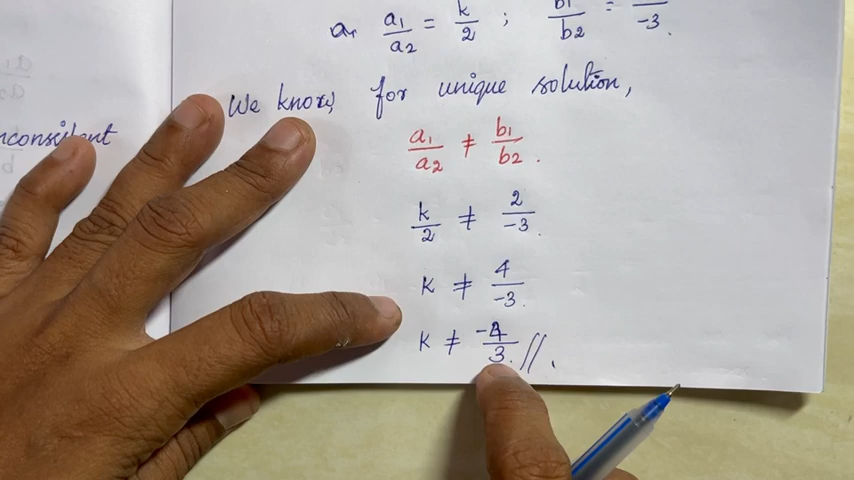 a₁/a₂ = k/2 ; b₁/b₂ = /-3.
We know, for unique solution,
nconsistent
a₁/a₂ ≠ b₁/b₂.
k/2 ≠ 2/-3.
K ≠ 4/-3.
K ≠ -4/3. //.